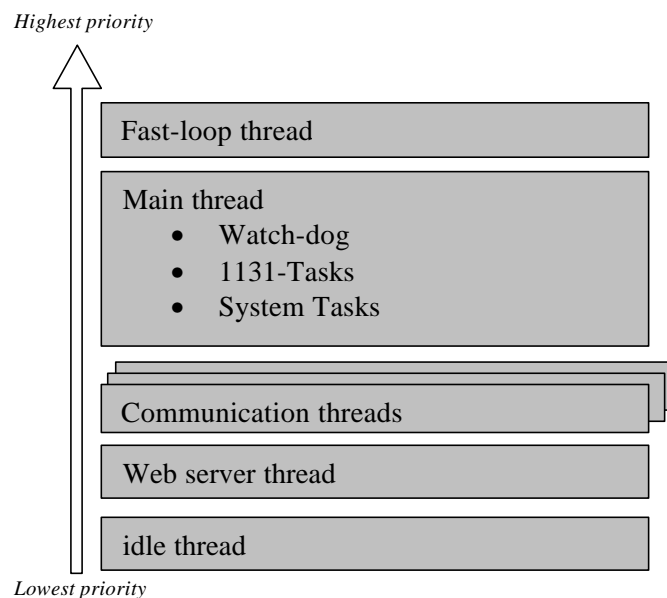 Highest priority
Fast-loop thread
Main thread
• Watch-dog
• 1131-Tasks
• System Tasks
Communication threads
Web server thread
idle thread
Lowest priority